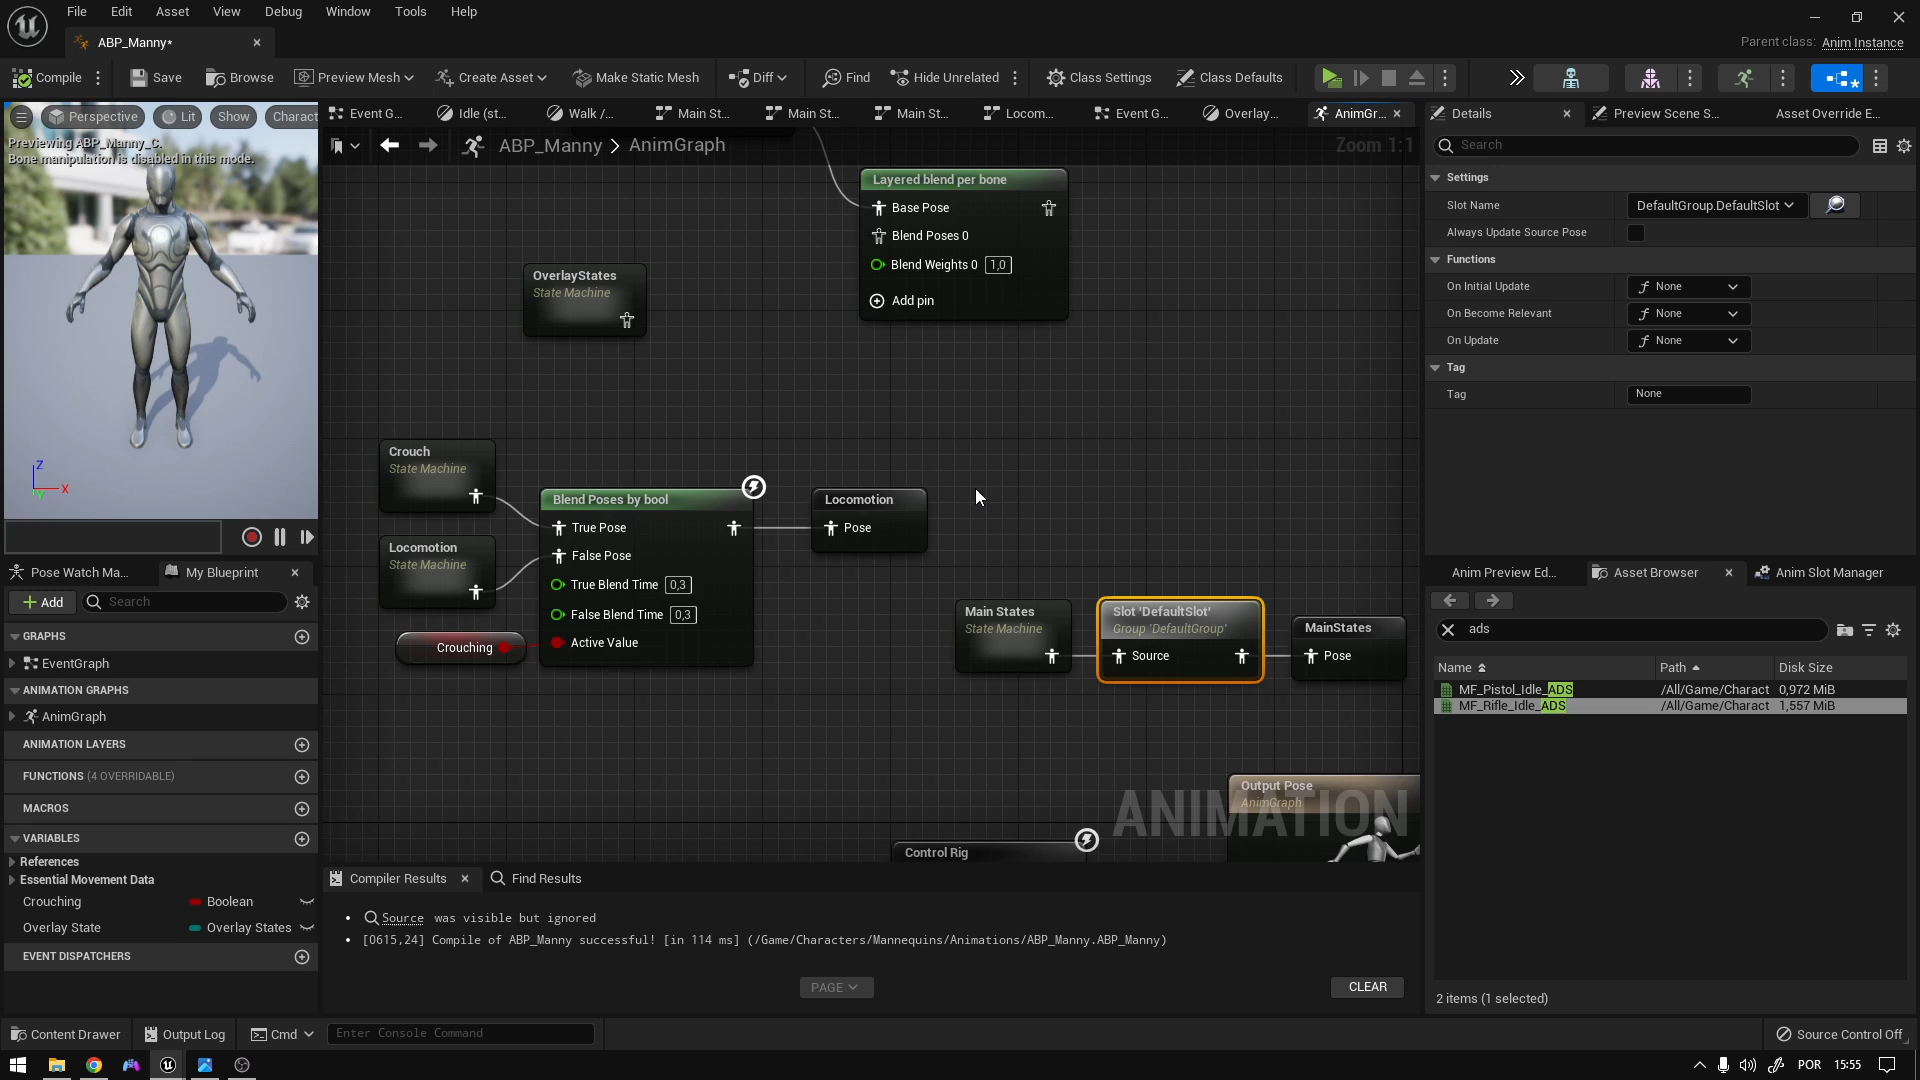 File Edit Asset View Debug Window Tools Help
ABP_Manny*
Parent class: Anim Instance
Compile Save Browse Preview Mesh Create Asset Make Static Mesh Diff Find Hide Unrelated Class Settings Class Defaults
Perspective Lit Show Charact
Previewing ABP_Manny_C.
Bone manipulation is disabled in this mode.
Event G... Idle (st... Walk /... Main St... Main St... Main St... Locom... Event G... Overlay... AnimGr...
ABP_Manny > AnimGraph
Zoom 1:1
Layered blend per bone
Base Pose
Blend Poses 0
Blend Weights 0 1,0
Add pin
OverlayStates
State Machine
Crouch
State Machine
Locomotion
State Machine
Crouching
Blend Poses by bool
True Pose
False Pose
True Blend Time 0,3
False Blend Time 0,3
Active Value
Locomotion
Pose
Main States
State Machine
Slot 'DefaultSlot'
Group 'DefaultGroup'
Source
MainStates
Pose
Output Pose
AnimGraph
ANIMATION
Control Rig
Z
X
Y
Pose Watch Ma... My Blueprint
Add Search
GRAPHS
EventGraph
ANIMATION GRAPHS
AnimGraph
ANIMATION LAYERS
FUNCTIONS (4 OVERRIDABLE)
MACROS
VARIABLES
References
Essential Movement Data
Crouching Boolean
Overlay State Overlay States
EVENT DISPATCHERS
Compiler Results Find Results
Source was visible but ignored
[0615,24] Compile of ABP_Manny successful! [in 114 ms] (/Game/Characters/Mannequins/Animations/ABP_Manny.ABP_Manny)
PAGE
CLEAR
Details Preview Scene S... Asset Override E...
Search
Settings
Slot Name DefaultGroup.DefaultSlot
Always Update Source Pose
Functions
On Initial Update None
On Become Relevant None
On Update None
Tag
Tag None
Anim Preview Ed... Asset Browser Anim Slot Manager
ads
Name Path Disk Size
MF_Pistol_Idle_ADS /All/Game/Charact 0,972 MiB
MF_Rifle_Idle_ADS /All/Game/Charact 1,557 MiB
2 items (1 selected)
Content Drawer Output Log Cmd Enter Console Command
Source Control Off
POR 15:55